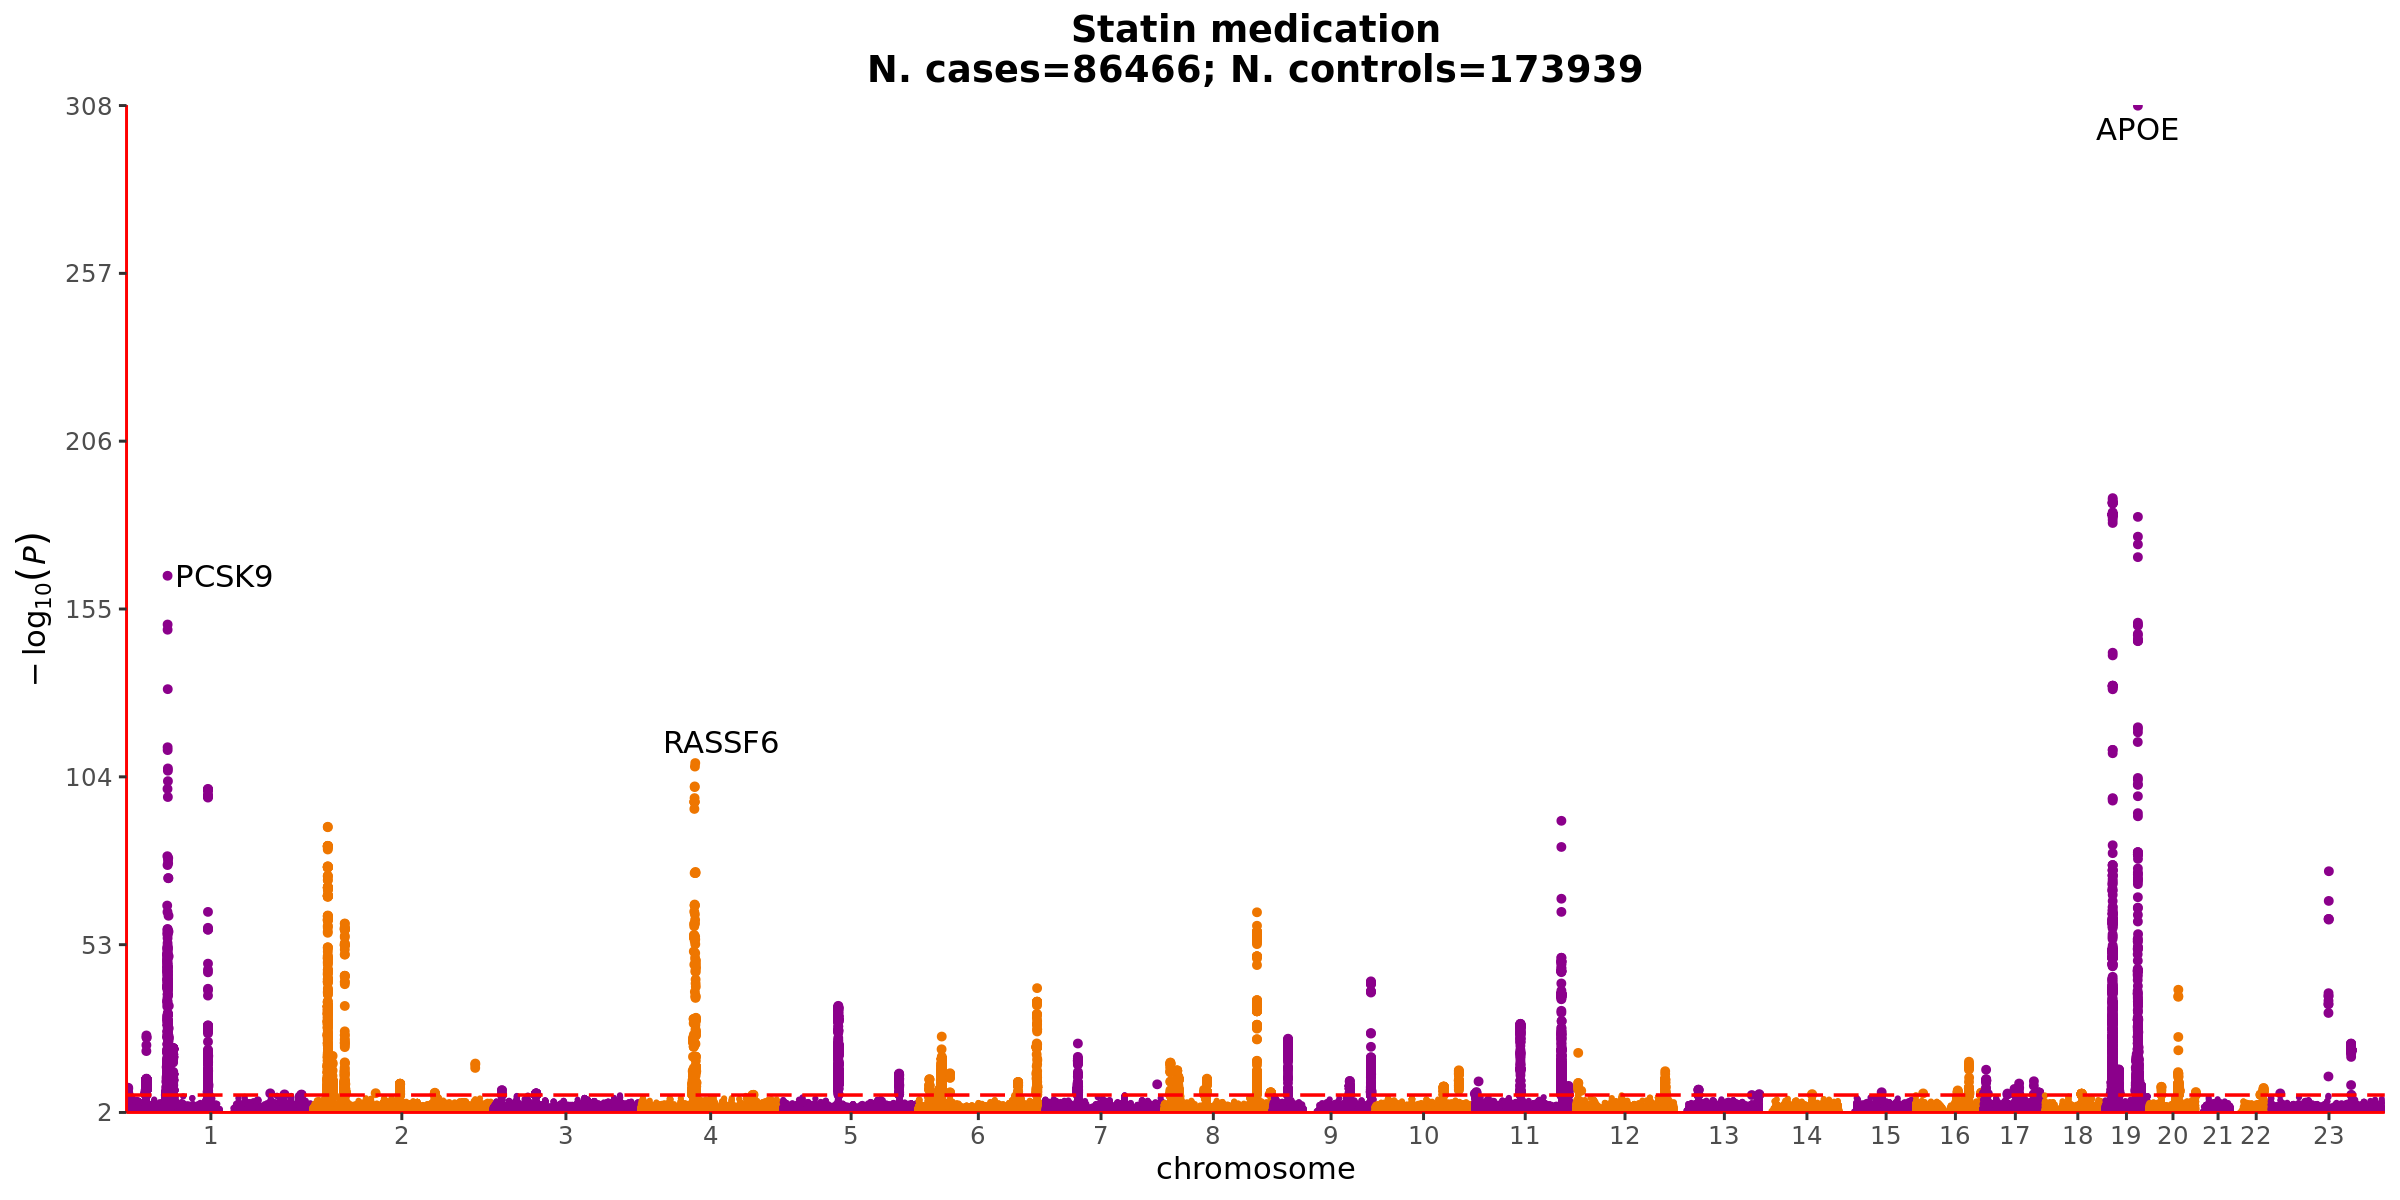 Statin medication
N. cases=86466; N. controls=173939
308
APOE
257
206
PCSK9
155
RASSF6
104
53
2
− log10(P)
1 2 3 4 5 6 7 8 9 10 11 12 13 14 15 16 17 18 19 20 21 22 23
chromosome